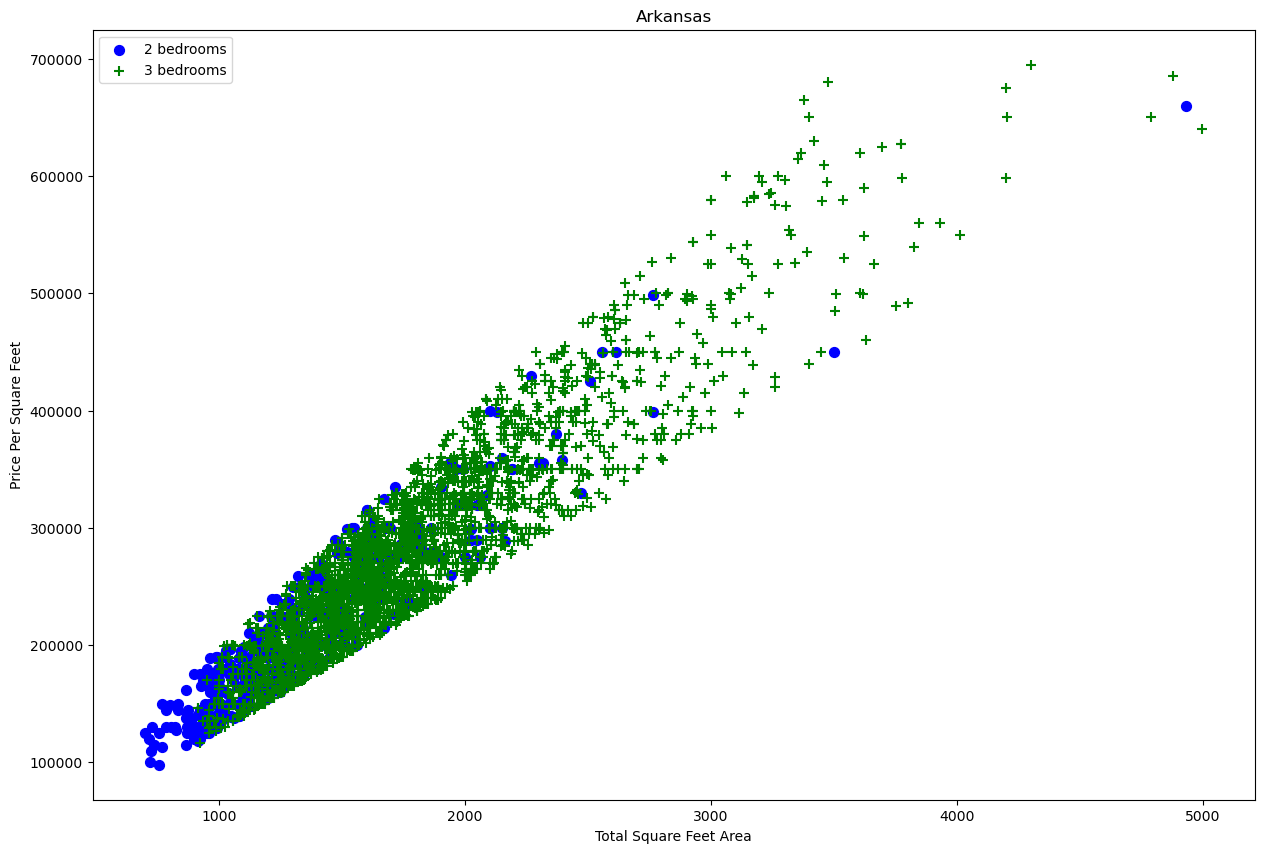 Arkansas
2 bedrooms
3 bedrooms
Price Per Square Feet
700000
600000
500000
400000
300000
200000
100000
1000 2000 3000 4000 5000
Total Square Feet Area